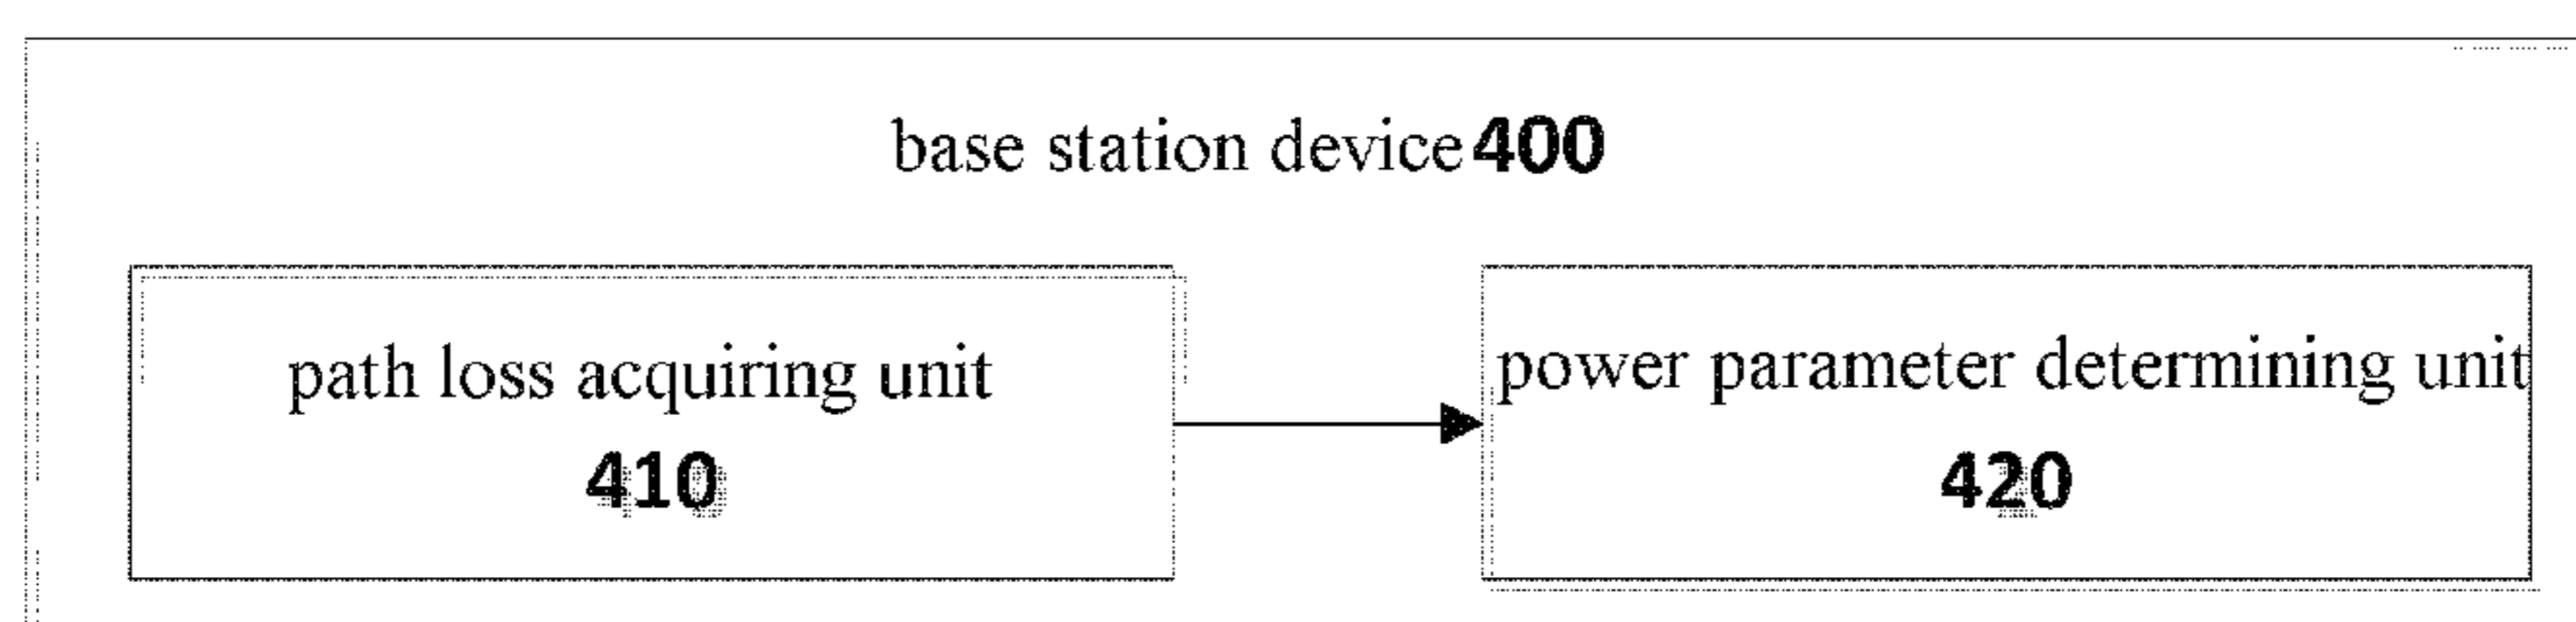 base station device 400
path loss acquiring unit
410
power parameter determining unit
420